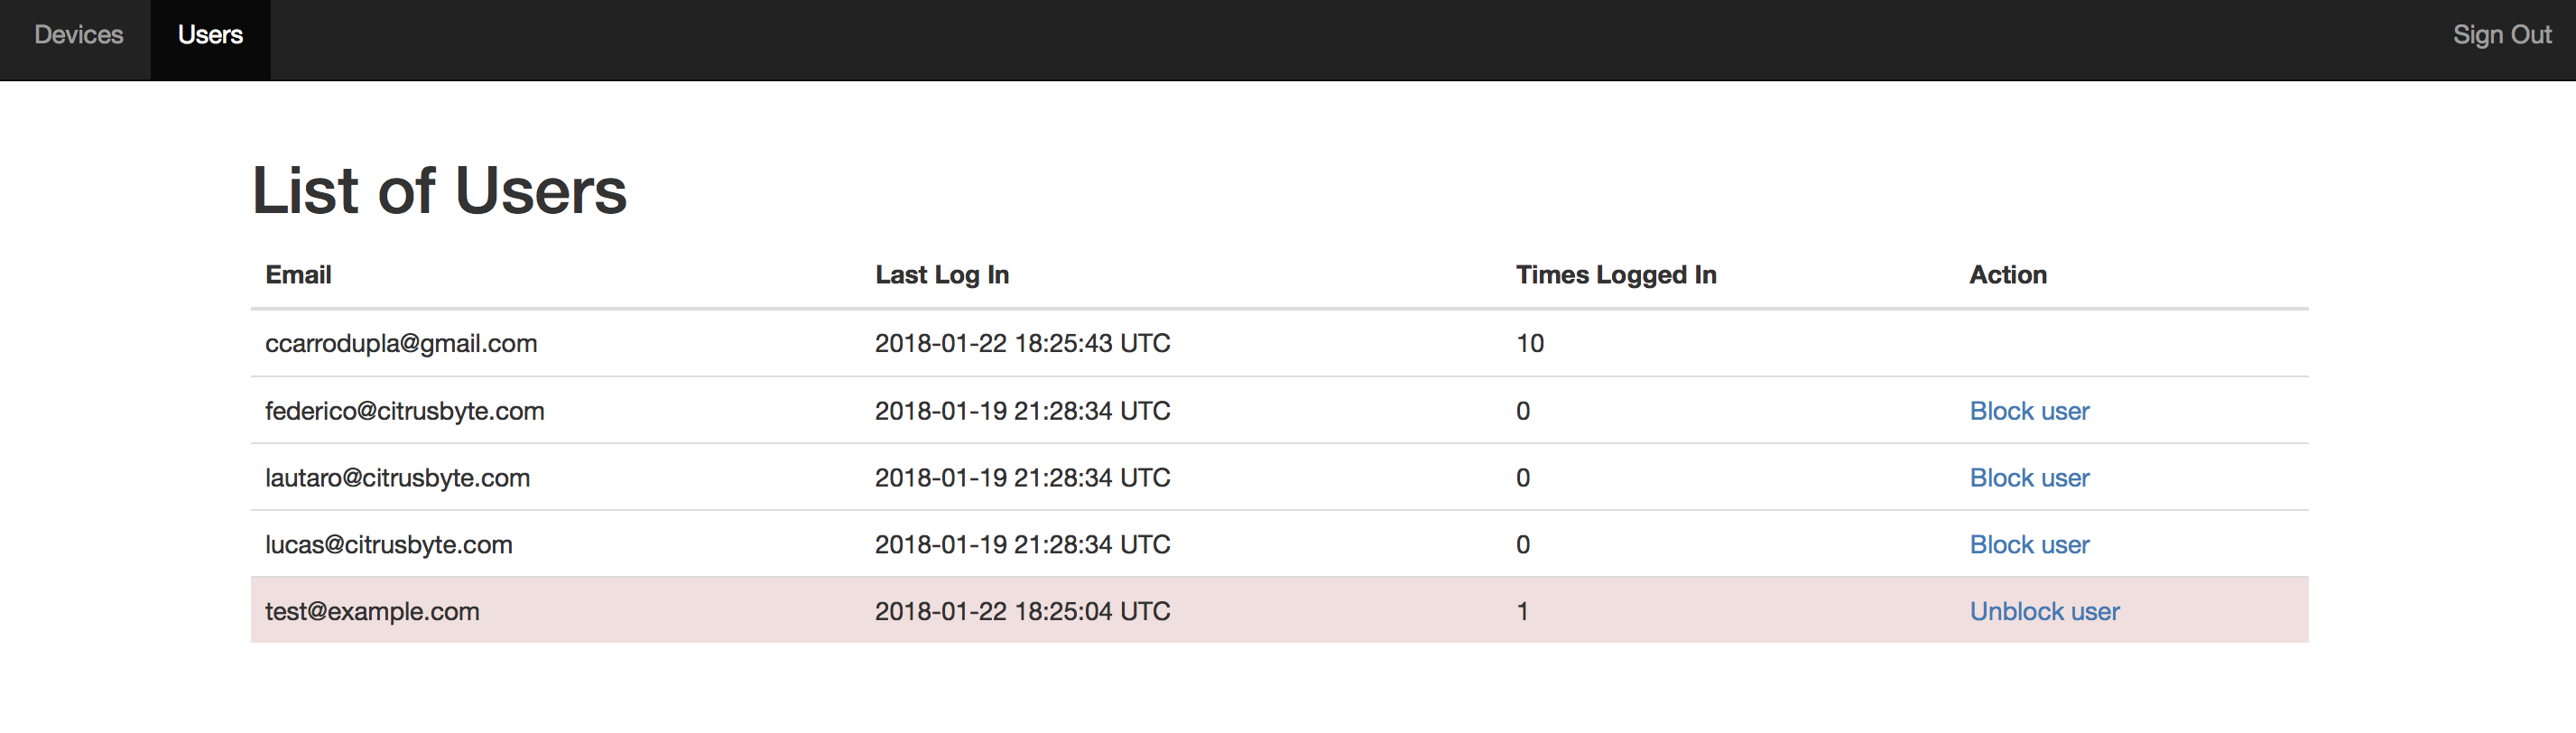 Devices Users Sign Out
List of Users
Email Last Log In Times Logged In Action
ccarrodupla@gmail.com 2018-01-22 18:25:43 UTC 10
federico@citrusbyte.com 2018-01-19 21:28:34 UTC 0 Block user
lautaro@citrusbyte.com 2018-01-19 21:28:34 UTC 0 Block user
lucas@citrusbyte.com 2018-01-19 21:28:34 UTC 0 Block user
test@example.com 2018-01-22 18:25:04 UTC 1 Unblock user